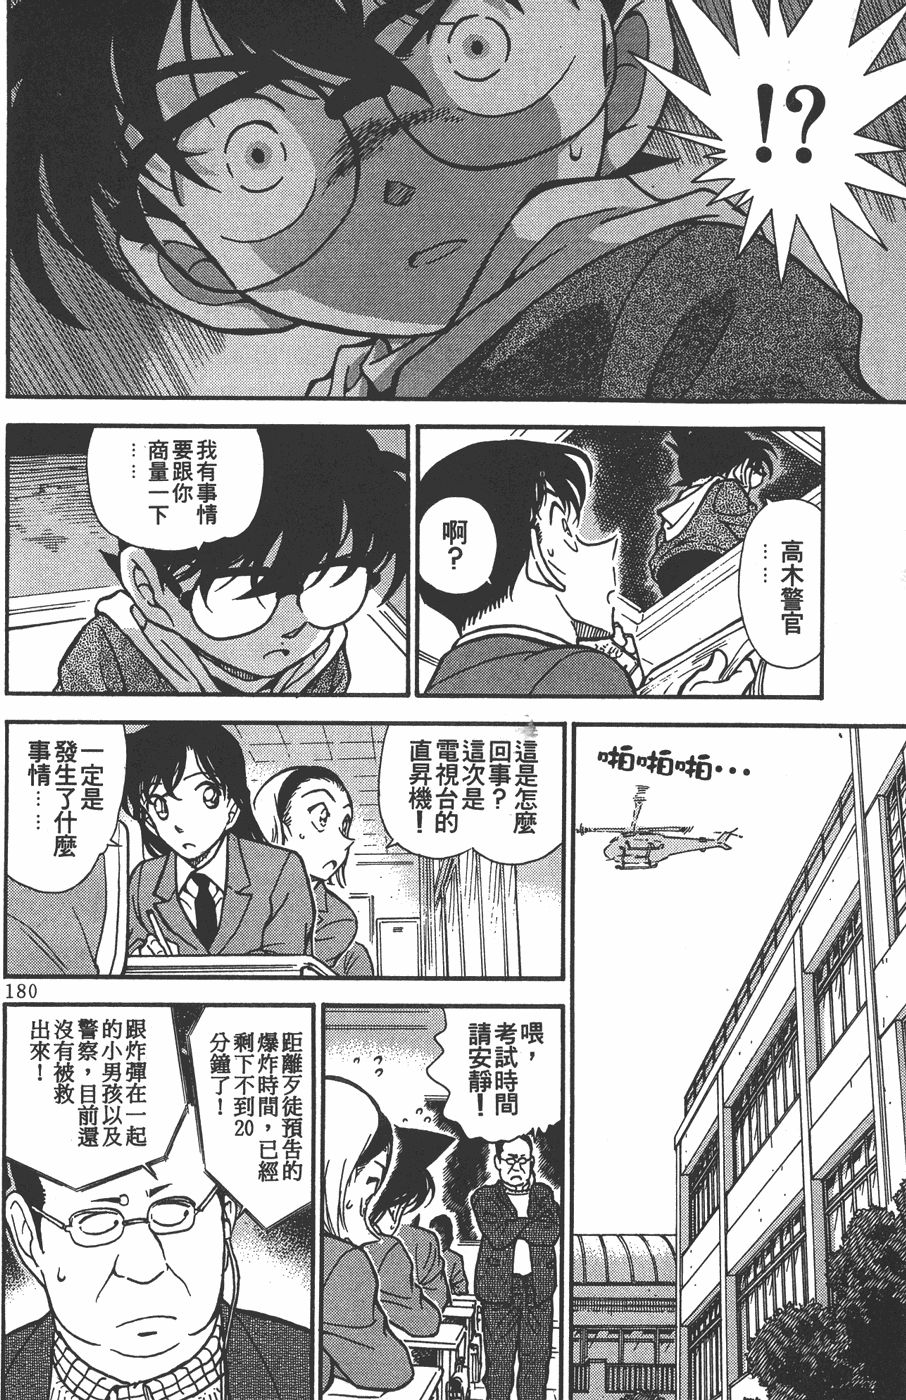 ！？
高木警官
……
啊？
我有事情
要跟你
商量一下
……
啪啪啪…
這是怎麼
回事？
這次是
電視台的
直昇機！
一定是
發生了什麼
事情……
喂，
考試時間
請安靜！
距離歹徒預告的
爆炸時間，已經
剩下不到20
分鐘了！
跟炸彈在一起
的小男孩以及
警察，目前還
沒有被救
出來！
180